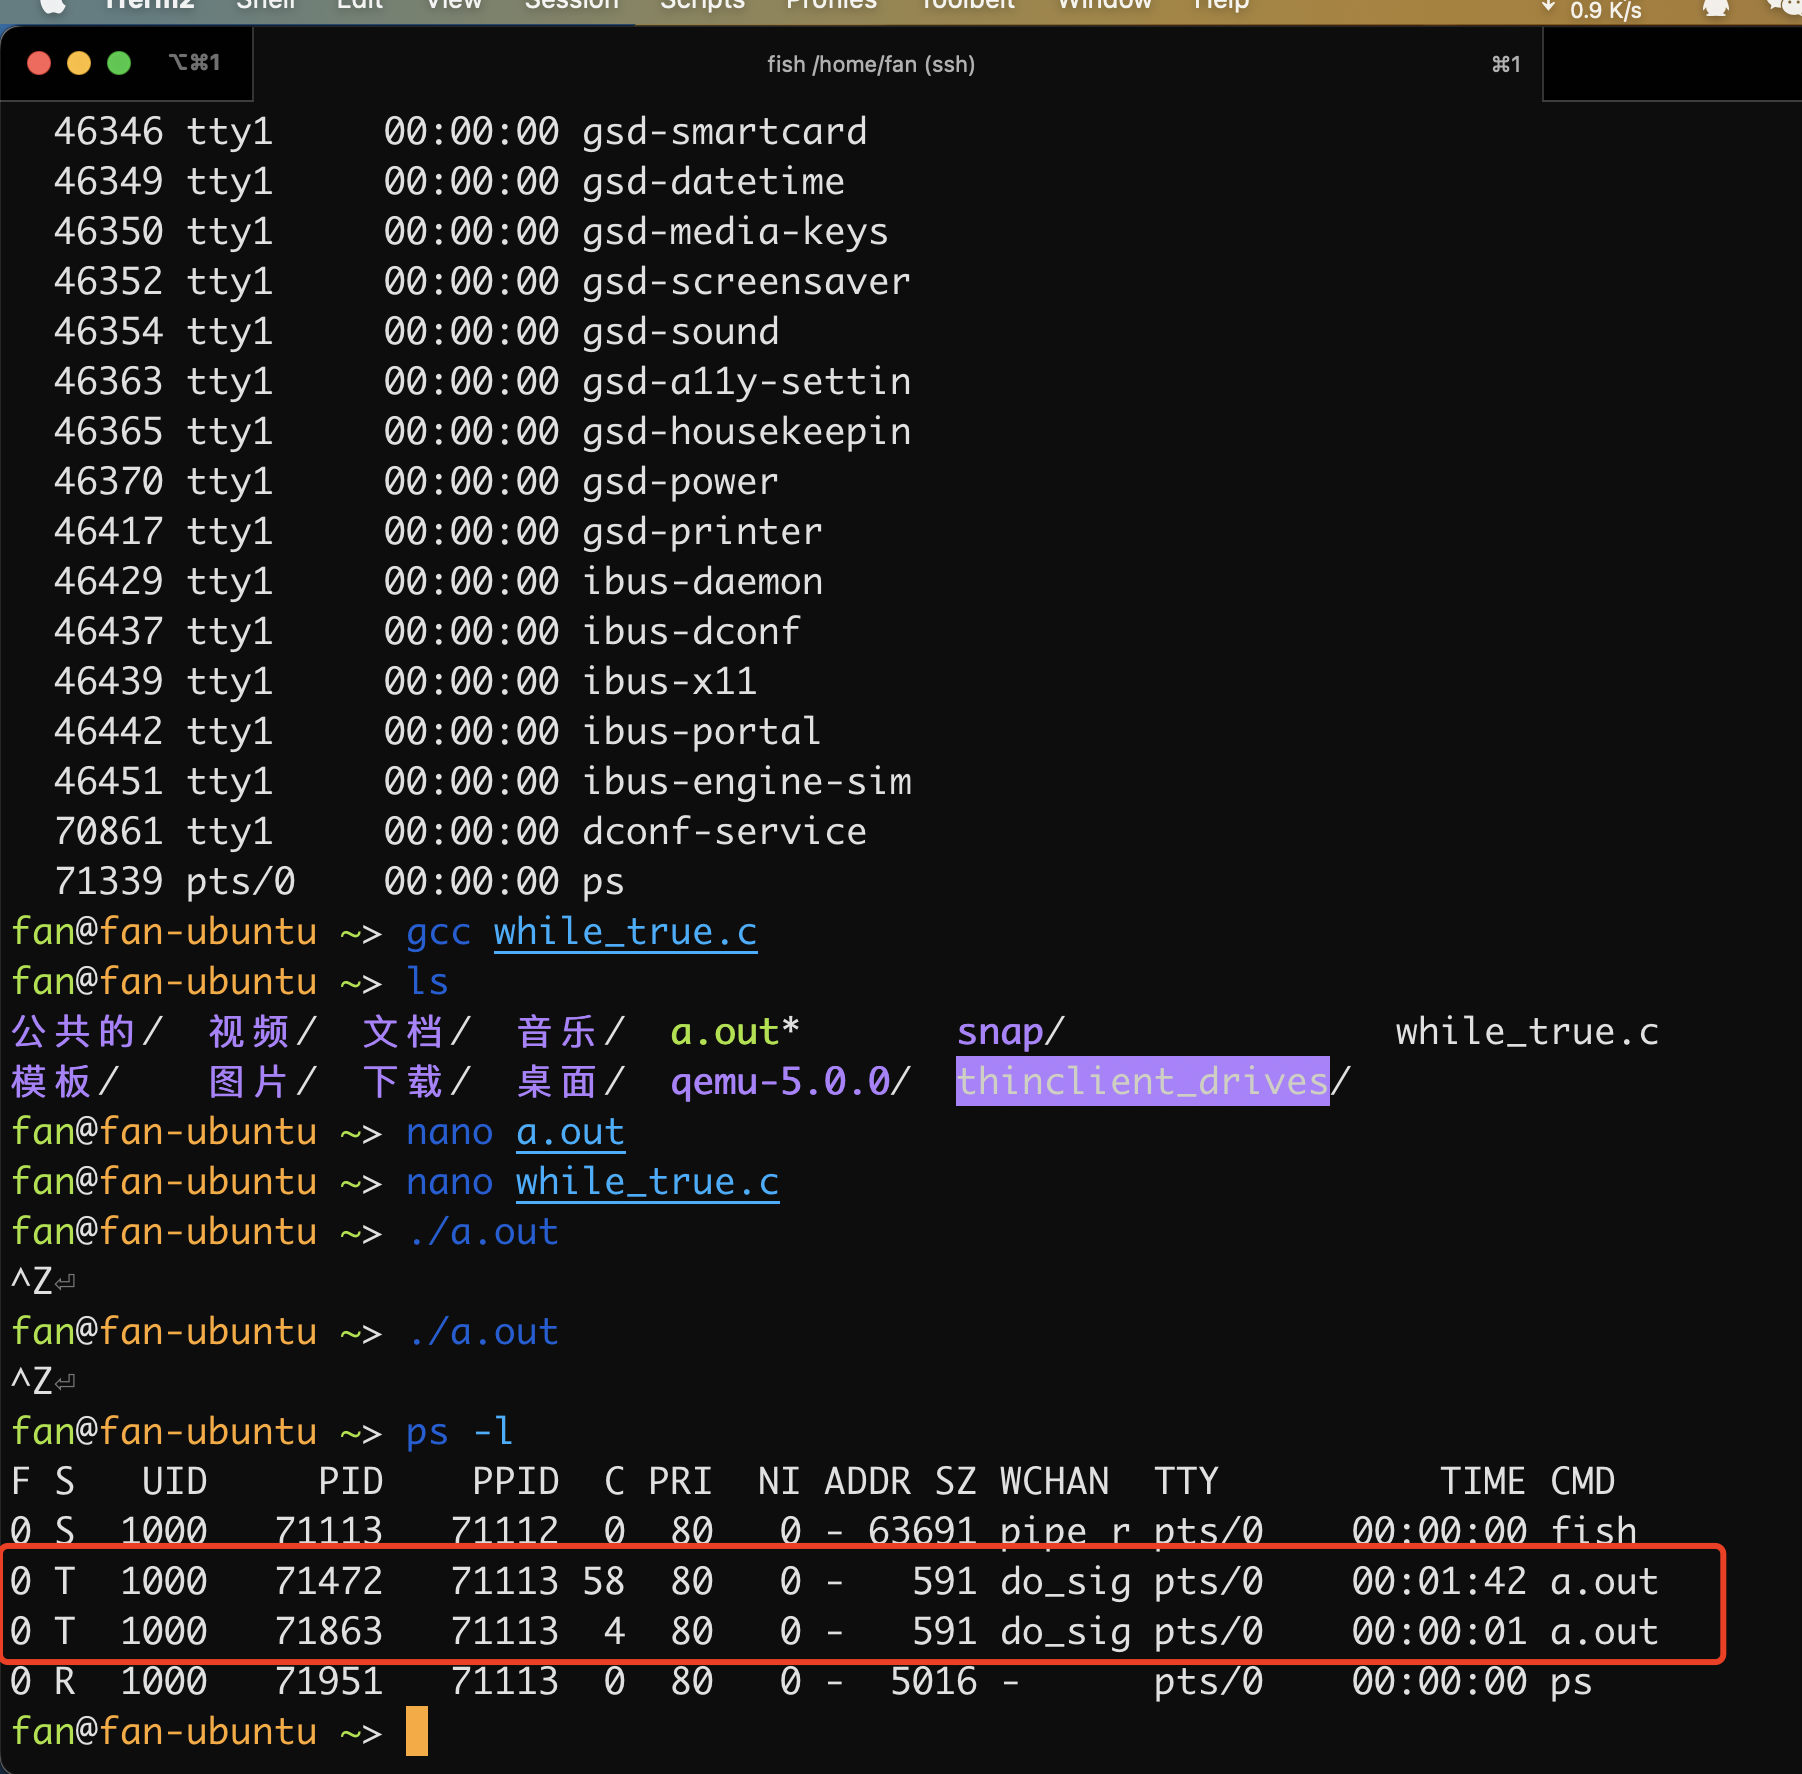 iTerm2 Shell Edit View Session Scripts Profiles Toolbelt Window Help 0.9 K/s
⌥⌘1 fish /home/fan (ssh) ⌘1
46346 tty1 00:00:00 gsd-smartcard
46349 tty1 00:00:00 gsd-datetime
46350 tty1 00:00:00 gsd-media-keys
46352 tty1 00:00:00 gsd-screensaver
46354 tty1 00:00:00 gsd-sound
46363 tty1 00:00:00 gsd-a11y-settin
46365 tty1 00:00:00 gsd-housekeepin
46370 tty1 00:00:00 gsd-power
46417 tty1 00:00:00 gsd-printer
46429 tty1 00:00:00 ibus-daemon
46437 tty1 00:00:00 ibus-dconf
46439 tty1 00:00:00 ibus-x11
46442 tty1 00:00:00 ibus-portal
46451 tty1 00:00:00 ibus-engine-sim
70861 tty1 00:00:00 dconf-service
71339 pts/0 00:00:00 ps
fan@fan-ubuntu ~> gcc while_true.c
fan@fan-ubuntu ~> ls
公共的/ 视频/ 文档/ 音乐/ a.out* snap/ while_true.c
模板/ 图片/ 下载/ 桌面/ qemu-5.0.0/ thinclient_drives/
fan@fan-ubuntu ~> nano a.out
fan@fan-ubuntu ~> nano while_true.c
fan@fan-ubuntu ~> ./a.out
^Z⏎
fan@fan-ubuntu ~> ./a.out
^Z⏎
fan@fan-ubuntu ~> ps -l
F S UID PID PPID C PRI NI ADDR SZ WCHAN TTY TIME CMD
0 S 1000 71113 71112 0 80 0 - 63691 pipe_r pts/0 00:00:00 fish
0 T 1000 71472 71113 58 80 0 - 591 do_sig pts/0 00:01:42 a.out
0 T 1000 71863 71113 4 80 0 - 591 do_sig pts/0 00:00:01 a.out
0 R 1000 71951 71113 0 80 0 - 5016 - pts/0 00:00:00 ps
fan@fan-ubuntu ~>